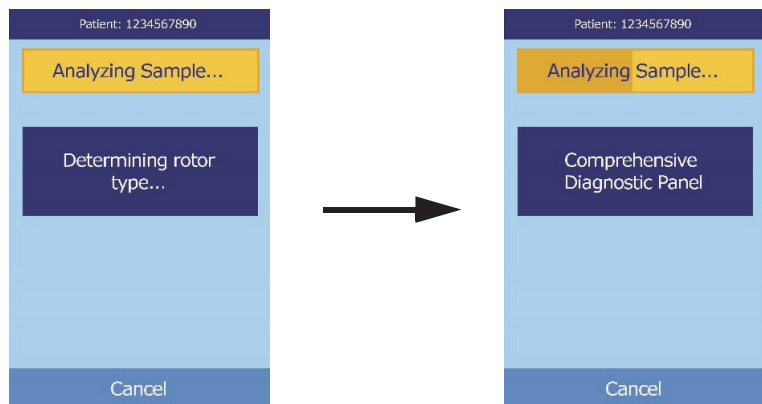 Patient: 1234567890
Analyzing Sample...
Determining rotor
type...
Cancel
Patient: 1234567890
Analyzing Sample...
Comprehensive
Diagnostic Panel
Cancel